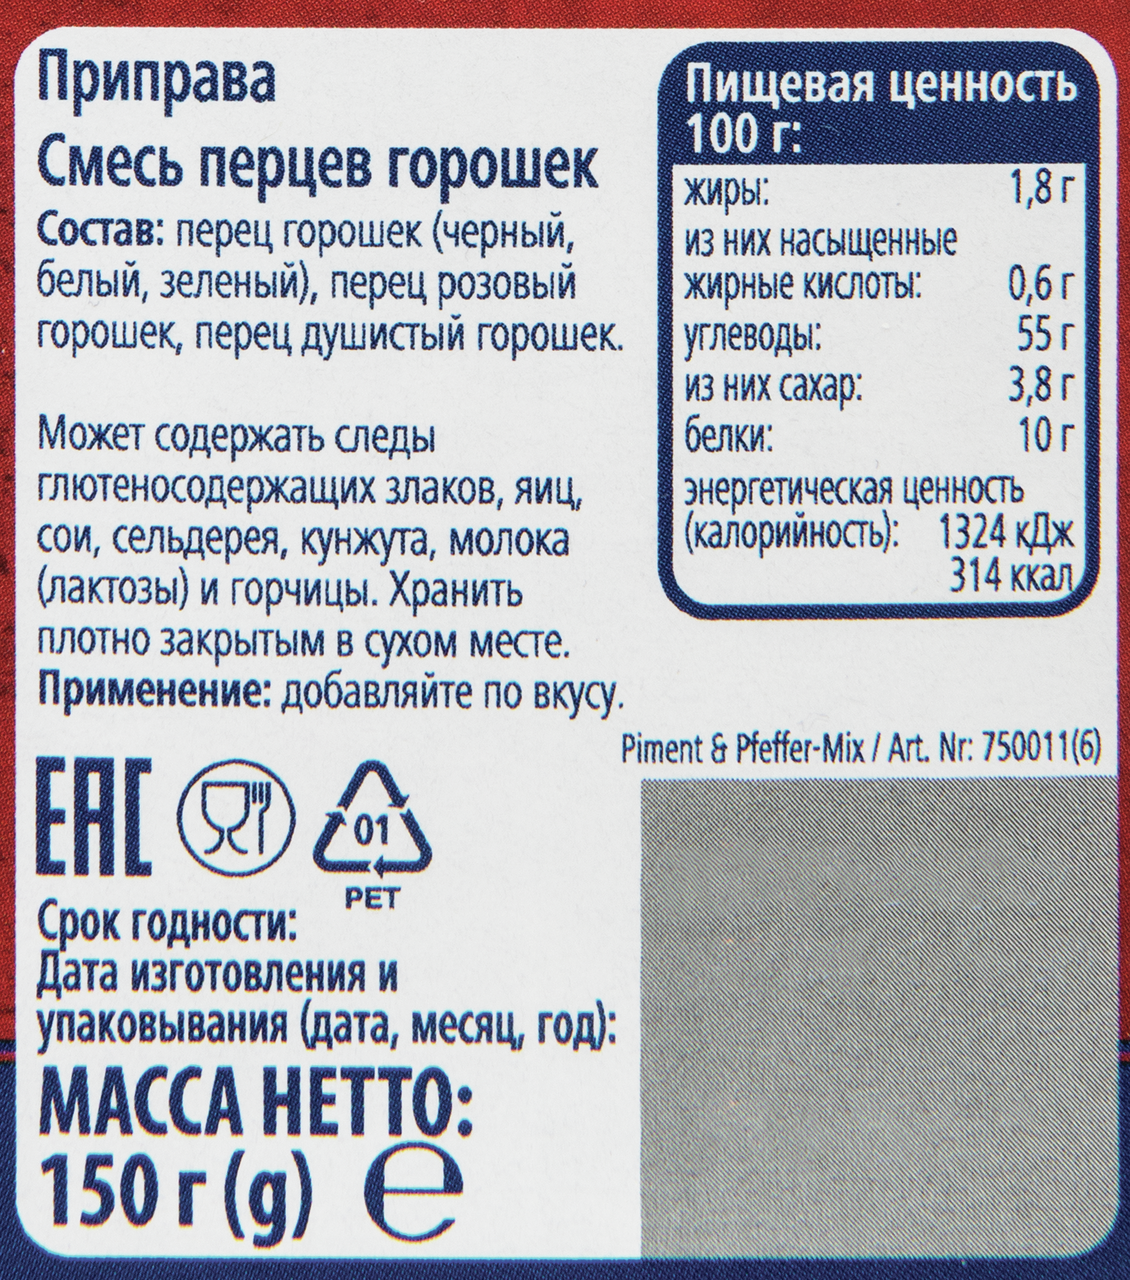 Приправа
Смесь перцев горошек
Состав: перец горошек (черный,
белый, зеленый), перец розовый
горошек, перец душистый горошек.
Может содержать следы
глютеносодержащих злаков, яиц,
сои, сельдерея, кунжута, молока
(лактозы) и горчицы. Хранить
плотно закрытым в сухом месте.
Применение: добавляйте по вкусу.
Пищевая ценность
100 г:
жиры: 1,8 г
из них насыщенные
жирные кислоты: 0,6 г
углеводы: 55 г
из них сахар: 3,8 г
белки: 10 г
энергетическая ценность
(калорийность): 1324 кДж
314 ккал
Piment & Pfeffer-Mix / Art. Nr: 750011(6)
EAC
01
PET
Срок годности:
Дата изготовления и
упаковывания (дата, месяц, год):
МАССА НЕТТО:
150 г (g) ℮